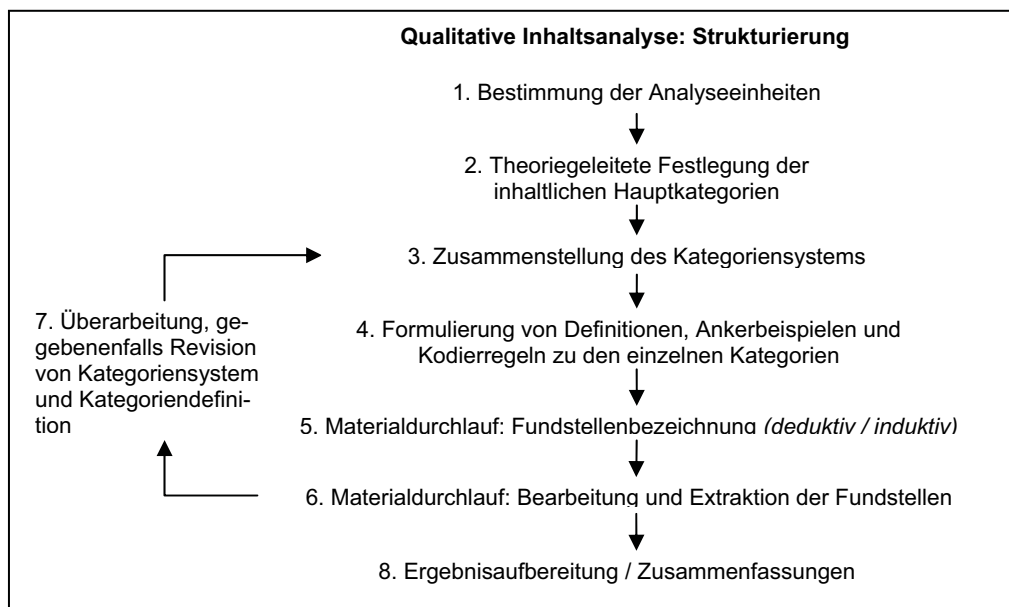 Qualitative Inhaltsanalyse: Strukturierung
1. Bestimmung der Analyseeinheiten
2. Theoriegeleitete Festlegung der
inhaltlichen Hauptkategorien
3. Zusammenstellung des Kategoriensystems
4. Formulierung von Definitionen, Ankerbeispielen und
Kodierregeln zu den einzelnen Kategorien
5. Materialdurchlauf: Fundstellenbezeichnung (deduktiv / induktiv)
6. Materialdurchlauf: Bearbeitung und Extraktion der Fundstellen
7. Überarbeitung, ge-
gebenenfalls Revision
von Kategoriensystem
und Kategoriendefini-
tion
8. Ergebnisaufbereitung / Zusammenfassungen